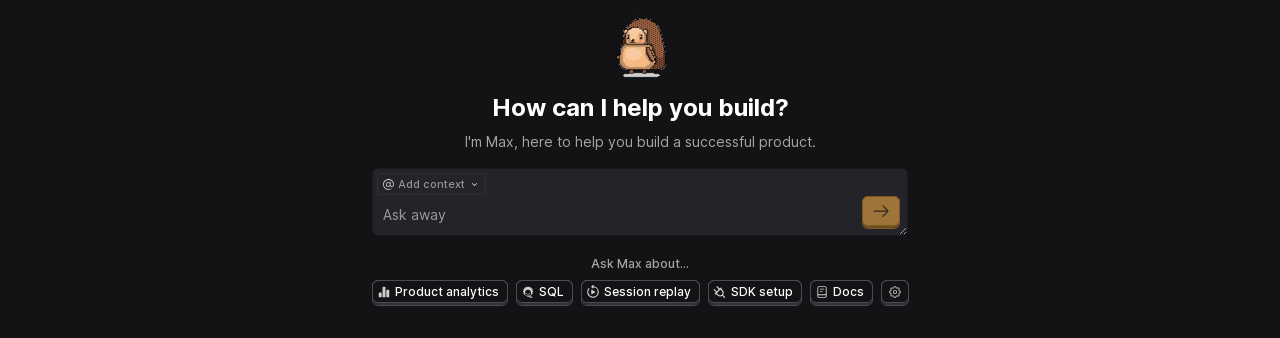 How can I help you build?
I'm Max, here to help you build a successful product.
@ Add context
Ask away
Ask Max about...
Product analytics SQL Session replay SDK setup Docs